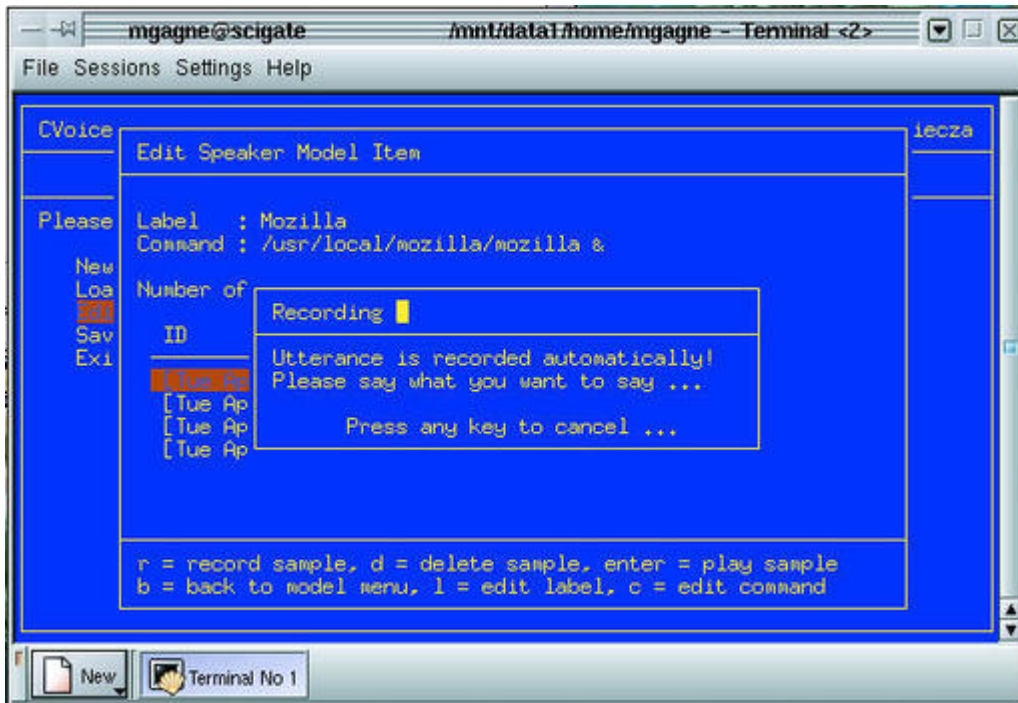 mgagne@scigate /mnt/data1/home/mgagne - Terminal <2>
File Sessions Settings Help
CVoice iecza
Edit Speaker Model Item
Please Label : Mozilla
Command : /usr/local/mozilla/mozilla &
New
Loa Number of
Edi Recording
Sav ID
Exi Utterance is recorded automatically!
[Tue Ap Please say what you want to say ...
[Tue Ap
[Tue Ap Press any key to cancel ...
[Tue Ap
r = record sample, d = delete sample, enter = play sample
b = back to model menu, l = edit label, c = edit command
New Terminal No 1